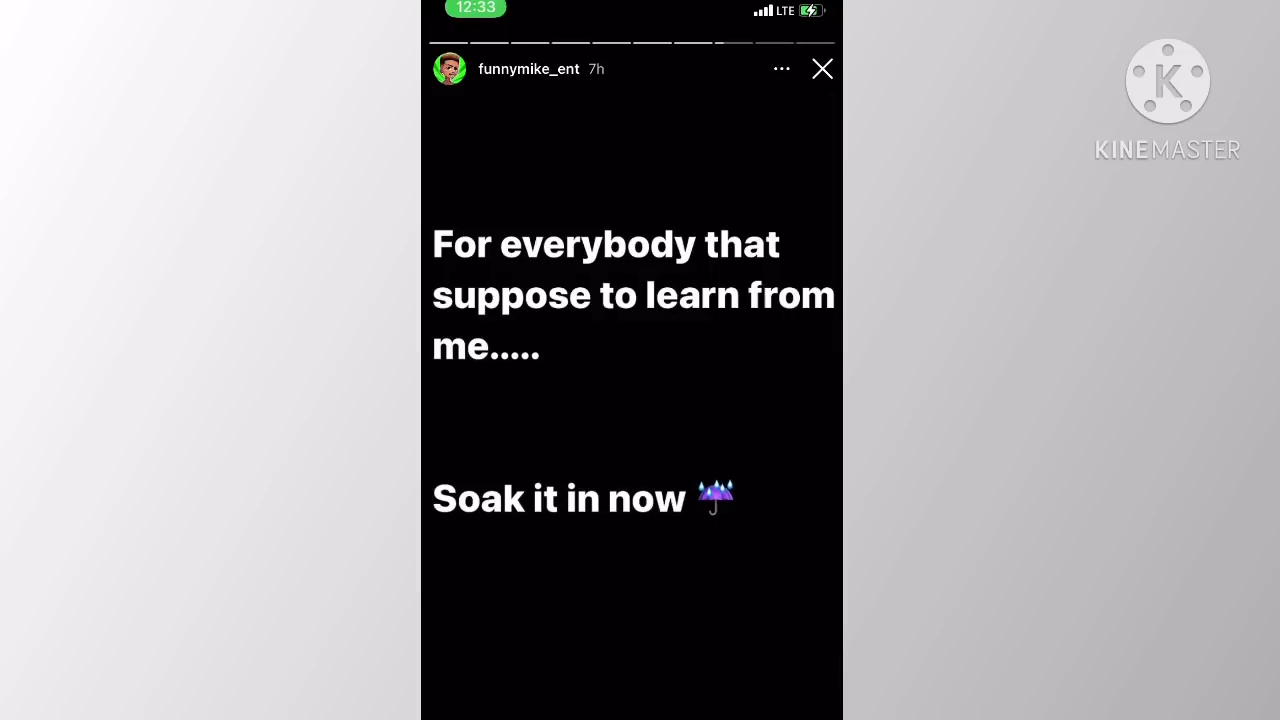 12:33
LTE
funnymike_ent 7h
K
KINEMASTER
For everybody that
suppose to learn from
me.....
Soak it in now ☔